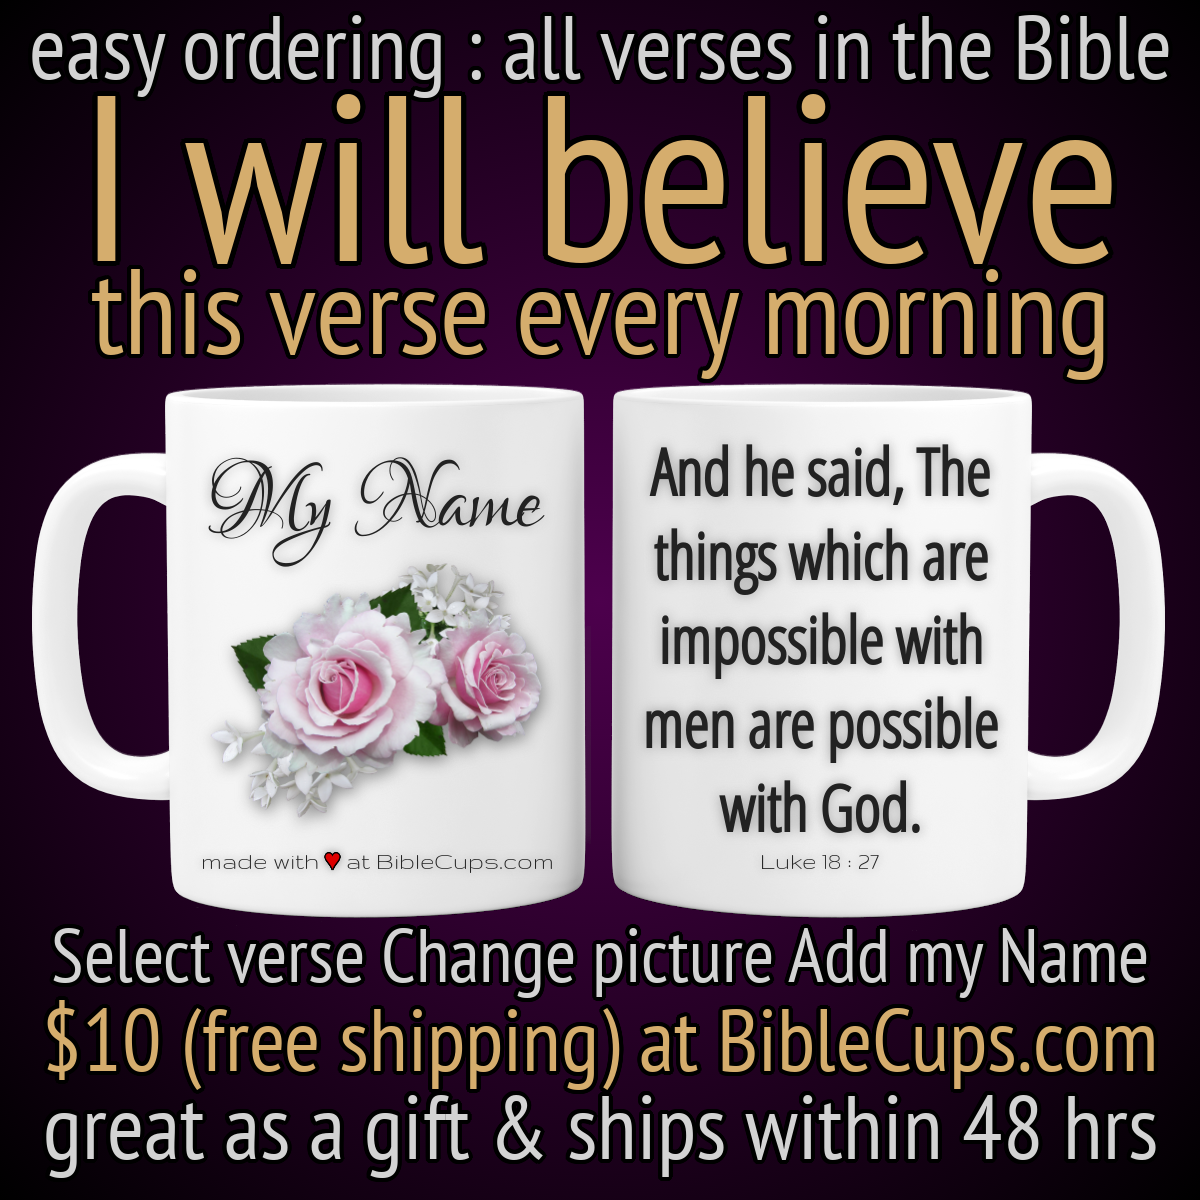 easy ordering : all verses in the Bible
I will believe
this verse every morning
My Name
made with ♥ at BibleCups.com
And he said, The
things which are
impossible with
men are possible
with God.
Luke 18 : 27
Select verse Change picture Add my Name
$10 (free shipping) at BibleCups.com
great as a gift & ships within 48 hrs